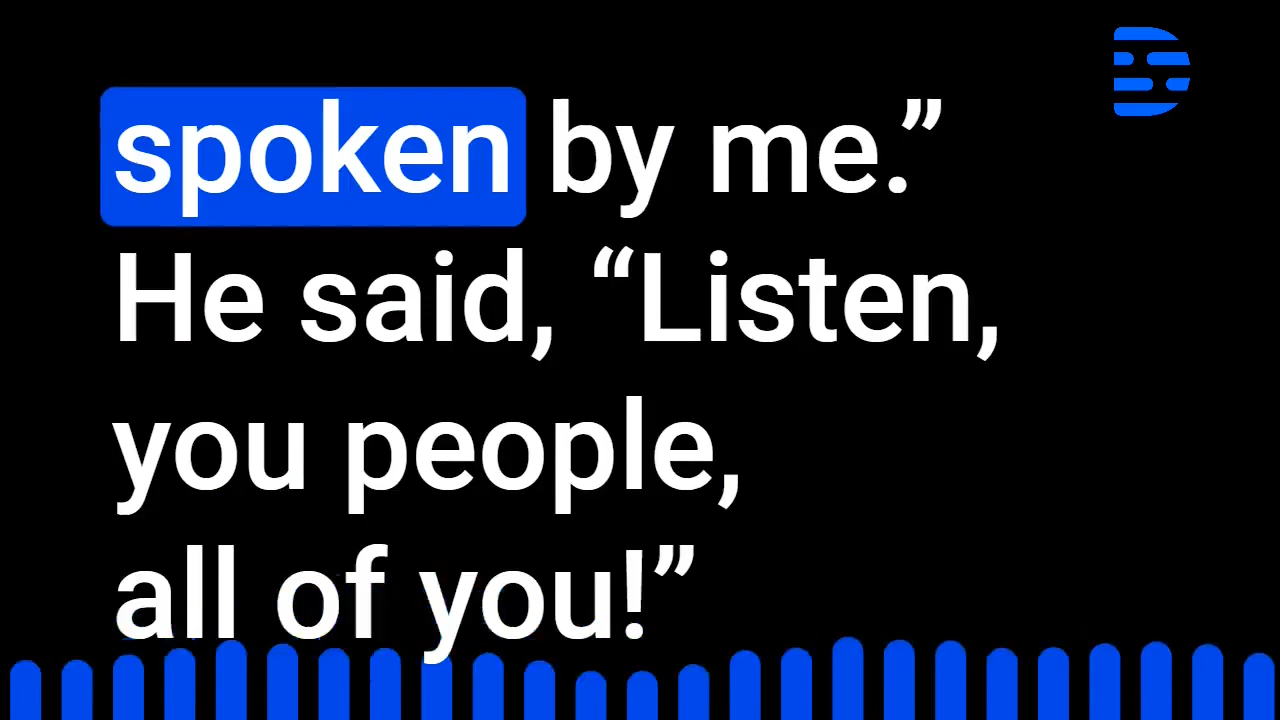 spoken by me.”
He said, “Listen,
you people,
all of you!”